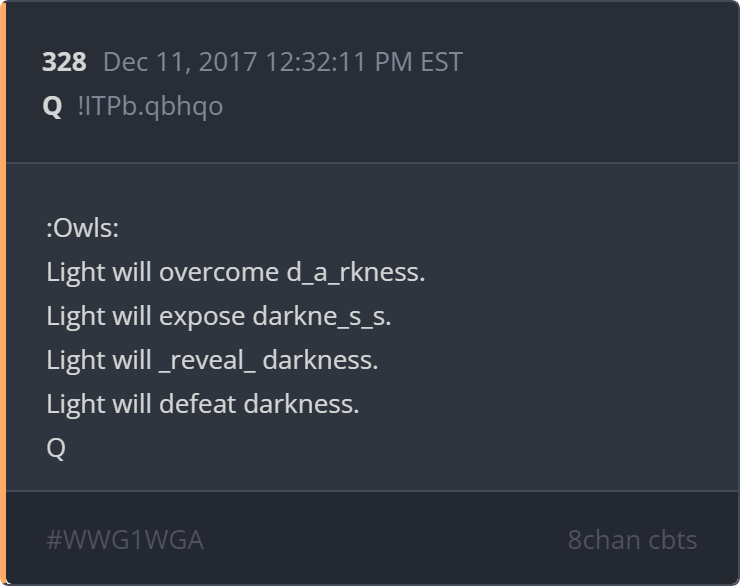 328 Dec 11, 2017 12:32:11 PM EST
Q !ITPb.qbhqo
:Owls:
Light will overcome d_a_rkness.
Light will expose darkne_s_s.
Light will _reveal_ darkness.
Light will defeat darkness.
Q
#WWG1WGA 8chan cbts